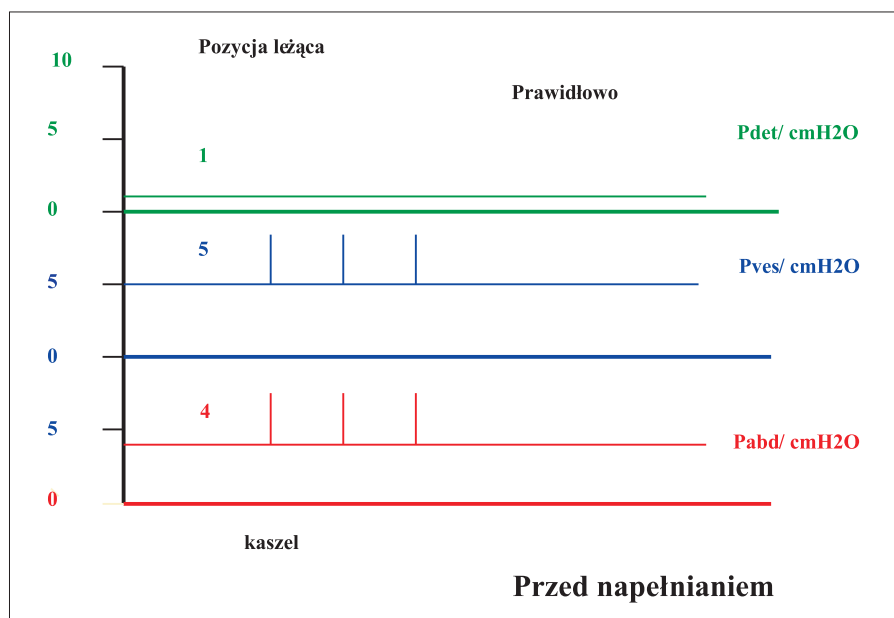 Pozycja leżąca
10
Prawidłowo
5
Pdet/ cmH2O
1
0
5
Pves/ cmH2O
5
0
4
5
Pabd/ cmH2O
0
kaszel
Przed napełnianiem